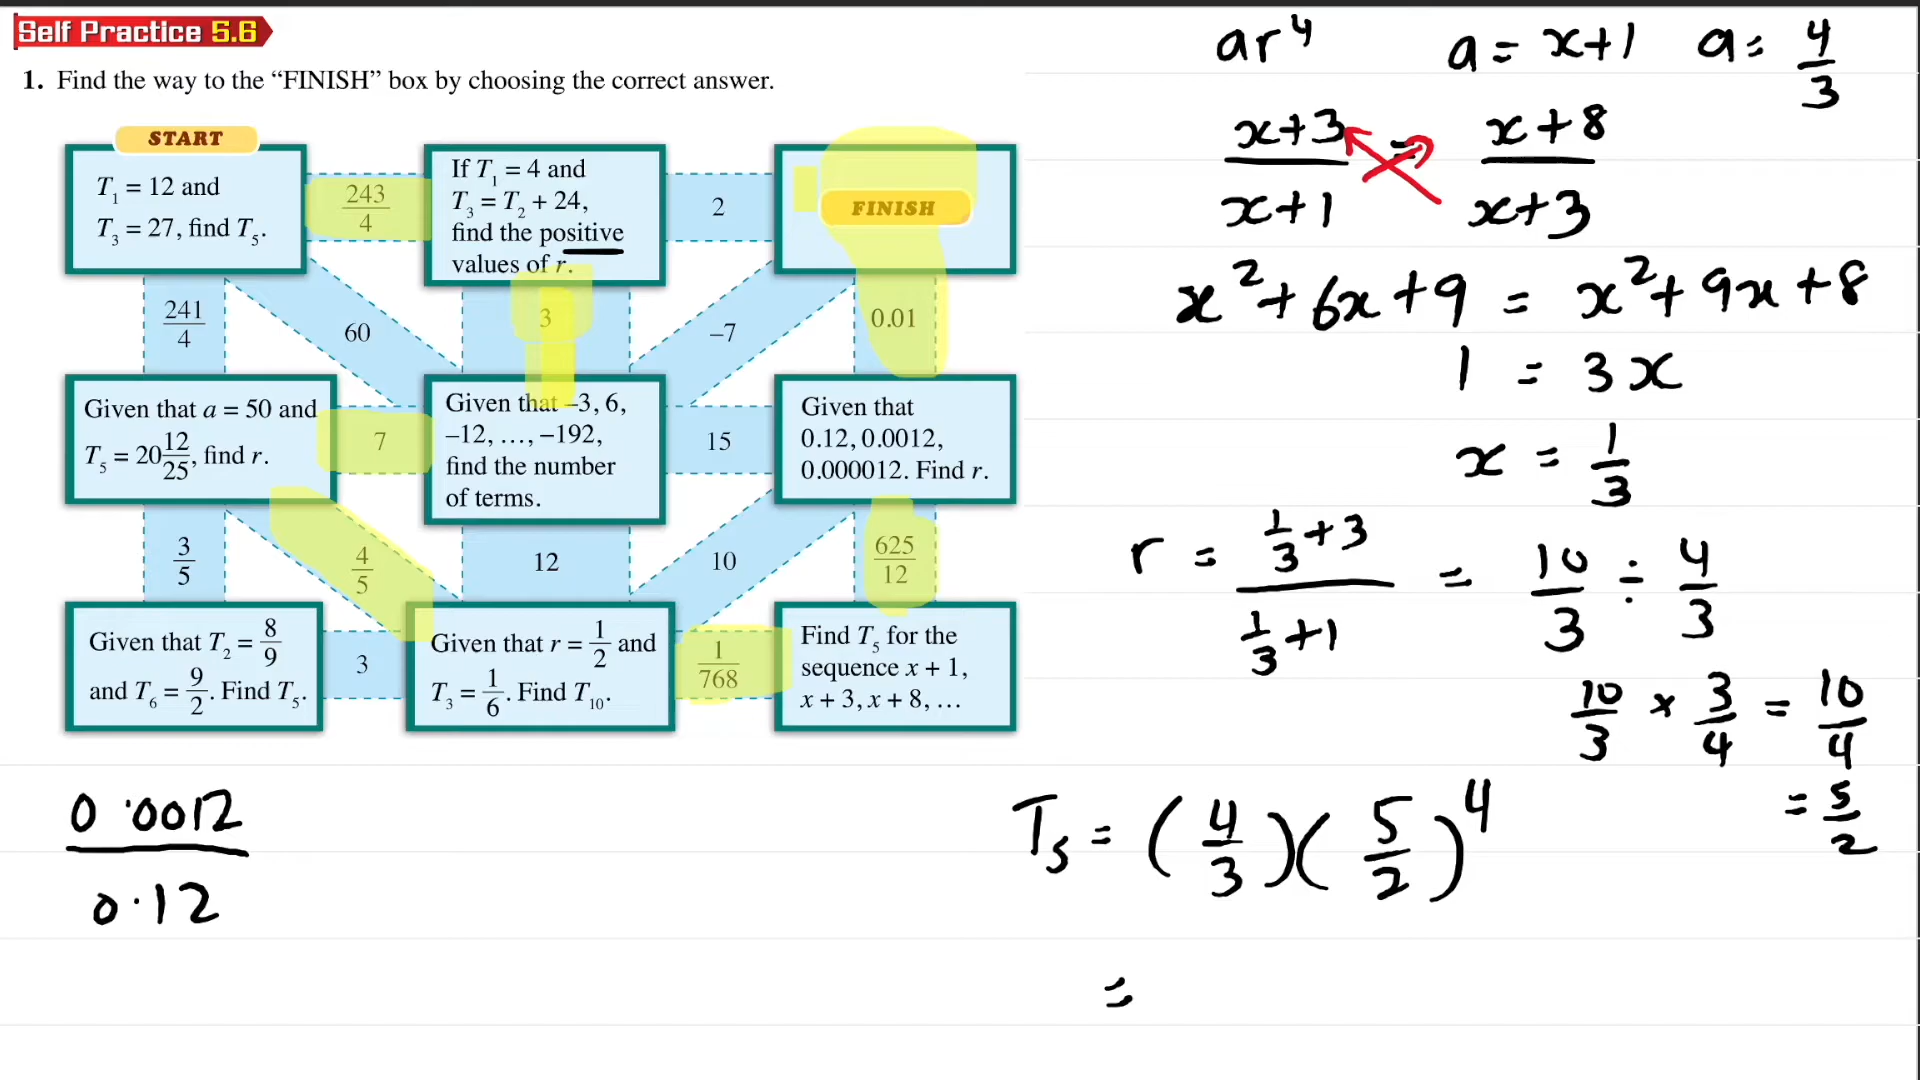 Self Practice 5.6
1. Find the way to the “FINISH” box by choosing the correct answer.
START
T₁ = 12 and
T₃ = 27, find T₅.
243/4
If T₁ = 4 and
T₃ = T₂ + 24,
find the positive
values of r.
2
FINISH
241/4
60
3
–7
0.01
Given that a = 50 and
T₅ = 20 12/25, find r.
7
Given that –3, 6,
–12, …, –192,
find the number
of terms.
15
Given that
0.12, 0.0012,
0.000012. Find r.
3/5
4/5
12
10
625/12
Given that T₂ = 8/9
and T₆ = 9/2. Find T₅.
3
Given that r = 1/2 and
T₃ = 1/6. Find T₁₀.
1/768
Find T₅ for the
sequence x + 1,
x + 3, x + 8, …
0.0012/0.12
ar⁴ a = x+1 a = 4/3
x+3/x+1 = x+8/x+3
x² + 6x + 9 = x² + 9x + 8
1 = 3x
x = 1/3
r = (1/3 + 3)/(1/3 + 1) = 10/3 ÷ 4/3
10/3 × 3/4 = 10/4
= 5/2
T₅ = (4/3)(5/2)⁴
=